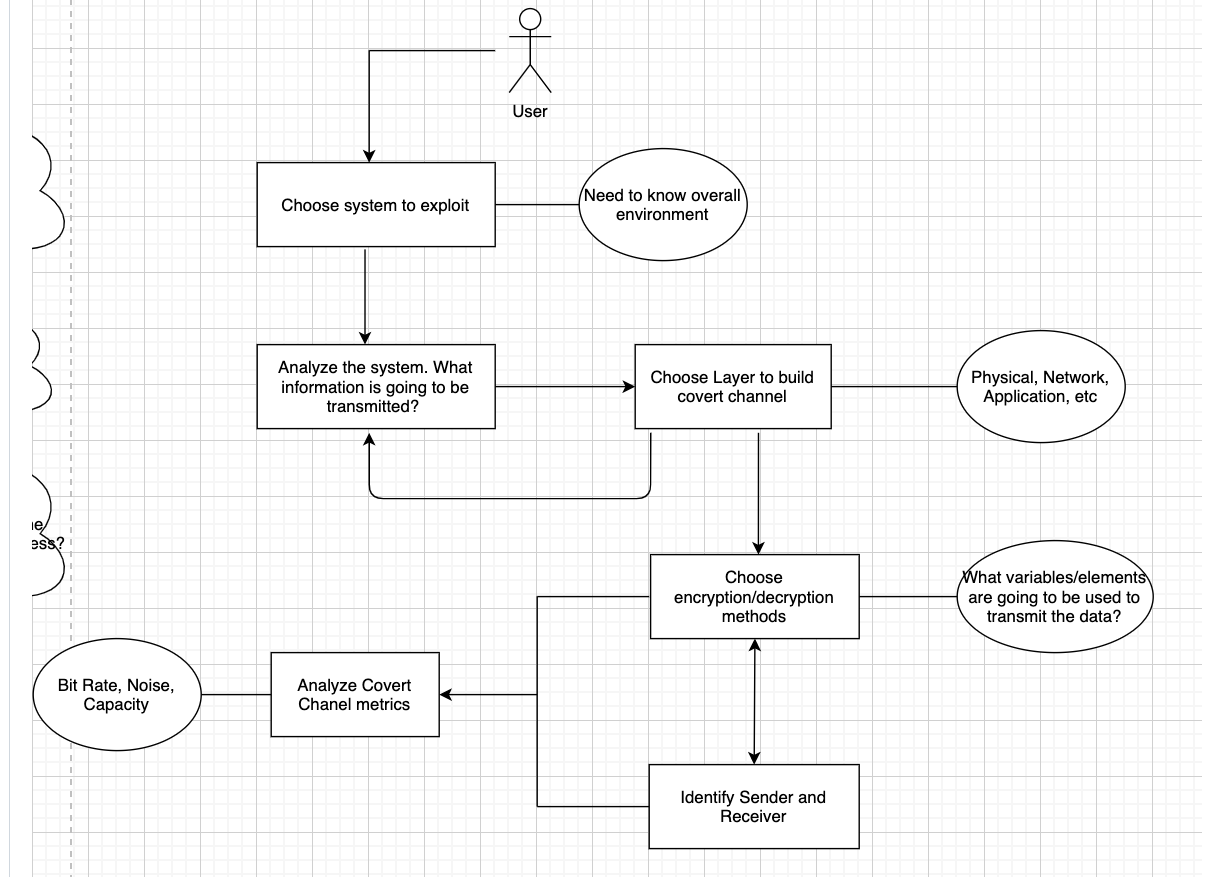 User
Choose system to exploit
Need to know overall
environment
Analyze the system. What
information is going to be
transmitted?
Choose Layer to build
covert channel
Physical, Network,
Application, etc
ess?
Choose
encryption/decryption
methods
What variables/elements
are going to be used to
transmit the data?
Bit Rate, Noise,
Capacity
Analyze Covert
Chanel metrics
Identify Sender and
Receiver